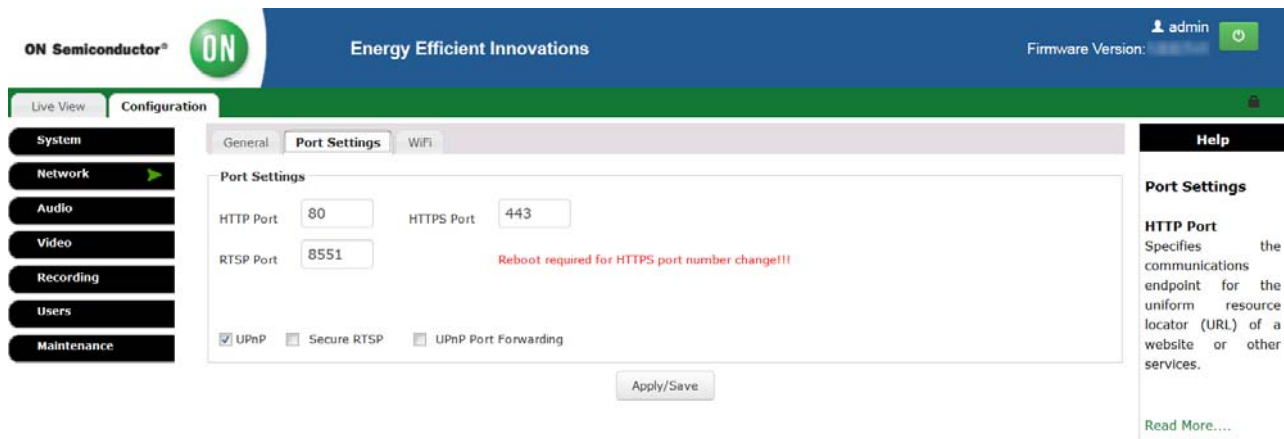 ON Semiconductor®
ON
Energy Efficient Innovations
admin
Firmware Version:
Live View
Configuration
System
Network
Audio
Video
Recording
Users
Maintenance
General
Port Settings
WiFi
Port Settings
HTTP Port
80
HTTPS Port
443
RTSP Port
8551
Reboot required for HTTPS port number change!!!
UPnP
Secure RTSP
UPnP Port Forwarding
Apply/Save
Help
Port Settings
HTTP Port
Specifies the
communications
endpoint for the
uniform resource
locator (URL) of a
website or other
services.
Read More....